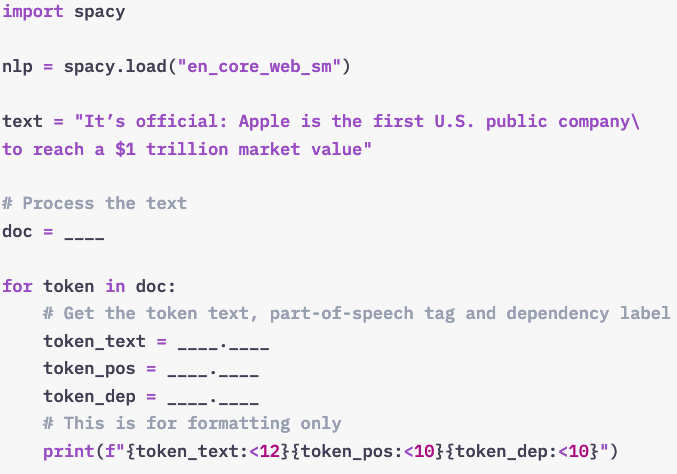 import spacy
nlp = spacy.load("en_core_web_sm")
text = "It’s official: Apple is the first U.S. public company\
to reach a $1 trillion market value"
# Process the text
doc = ____
for token in doc:
    # Get the token text, part-of-speech tag and dependency label
    token_text = ____.____
    token_pos = ____.____
    token_dep = ____.____
    # This is for formatting only
    print(f"{token_text:<12}{token_pos:<10}{token_dep:<10}")